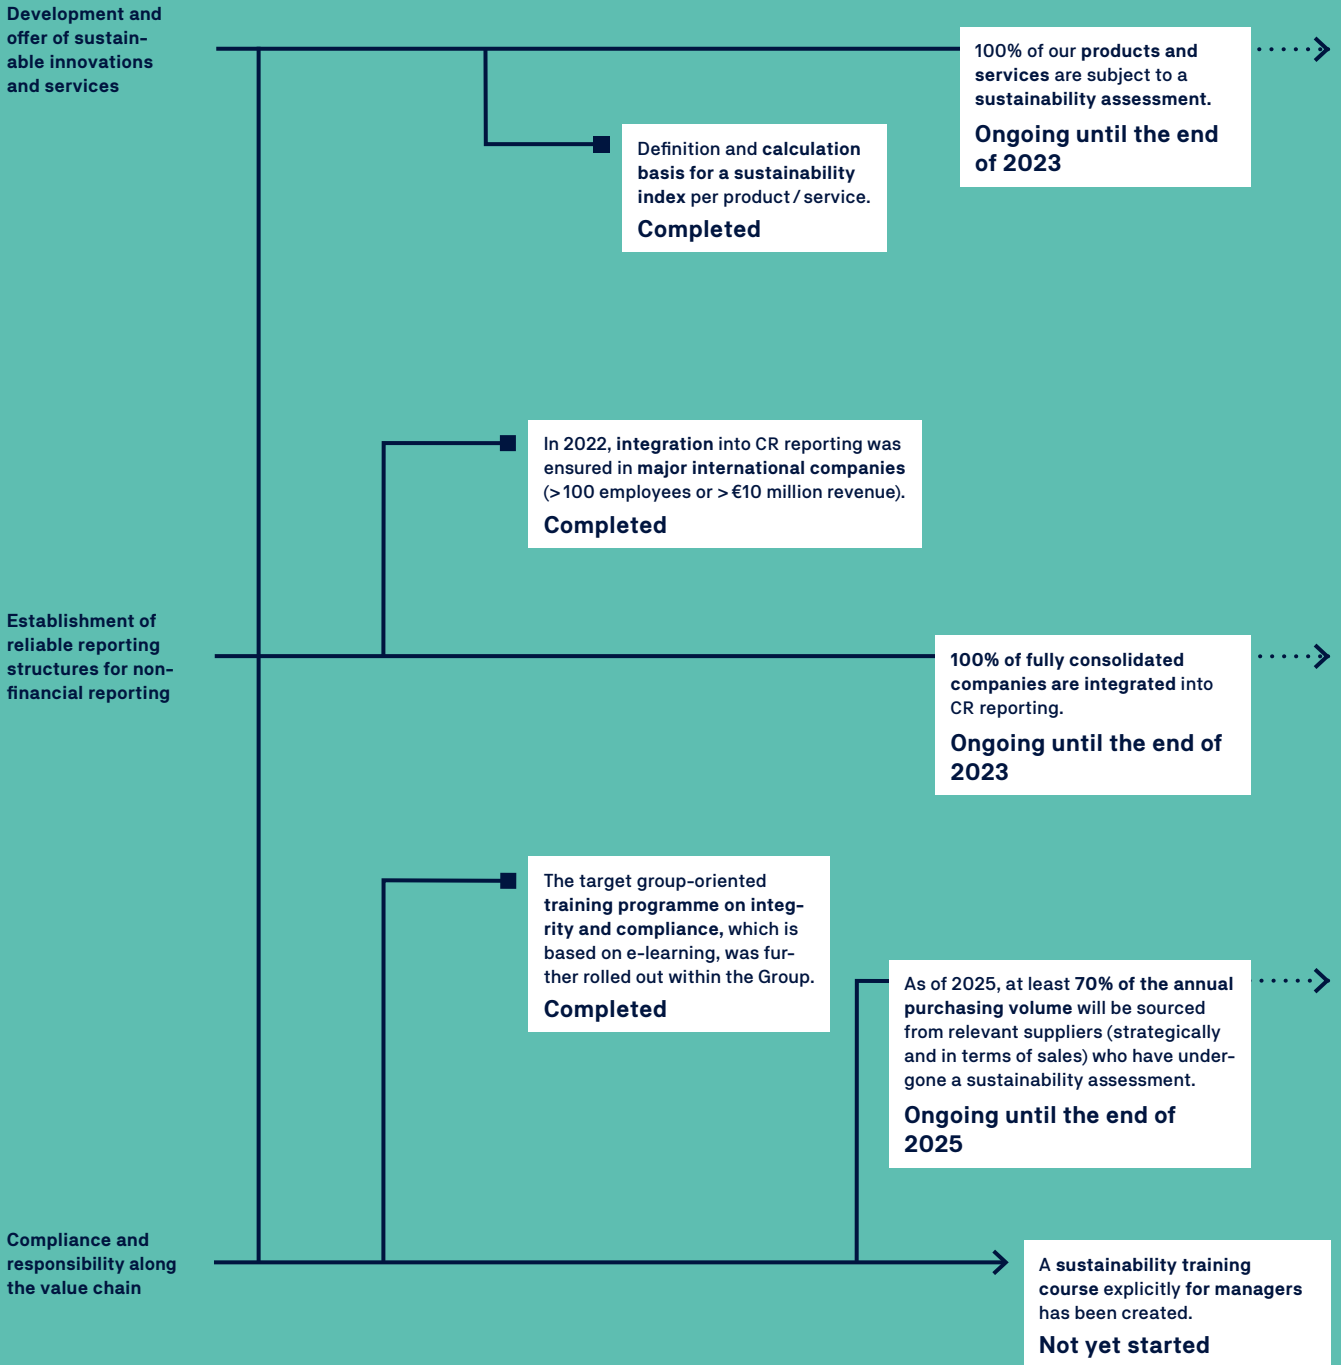 Development and
offer of sustain-
able innovations
and services
100% of our products and
services are subject to a
sustainability assessment.
Ongoing until the end
of 2023
Definition and calculation
basis for a sustainability
index per product / service.
Completed
In 2022, integration into CR reporting was
ensured in major international companies
(> 100 employees or > €10 million revenue).
Completed
Establishment of
reliable reporting
structures for non-
financial reporting
100% of fully consolidated
companies are integrated into
CR reporting.
Ongoing until the end of
2023
The target group-oriented
training programme on integ-
rity and compliance, which is
based on e-learning, was fur-
ther rolled out within the Group.
Completed
As of 2025, at least 70% of the annual
purchasing volume will be sourced
from relevant suppliers (strategically
and in terms of sales) who have under-
gone a sustainability assessment.
Ongoing until the end of
2025
Compliance and
responsibility along
the value chain
A sustainability training
course explicitly for managers
has been created.
Not yet started